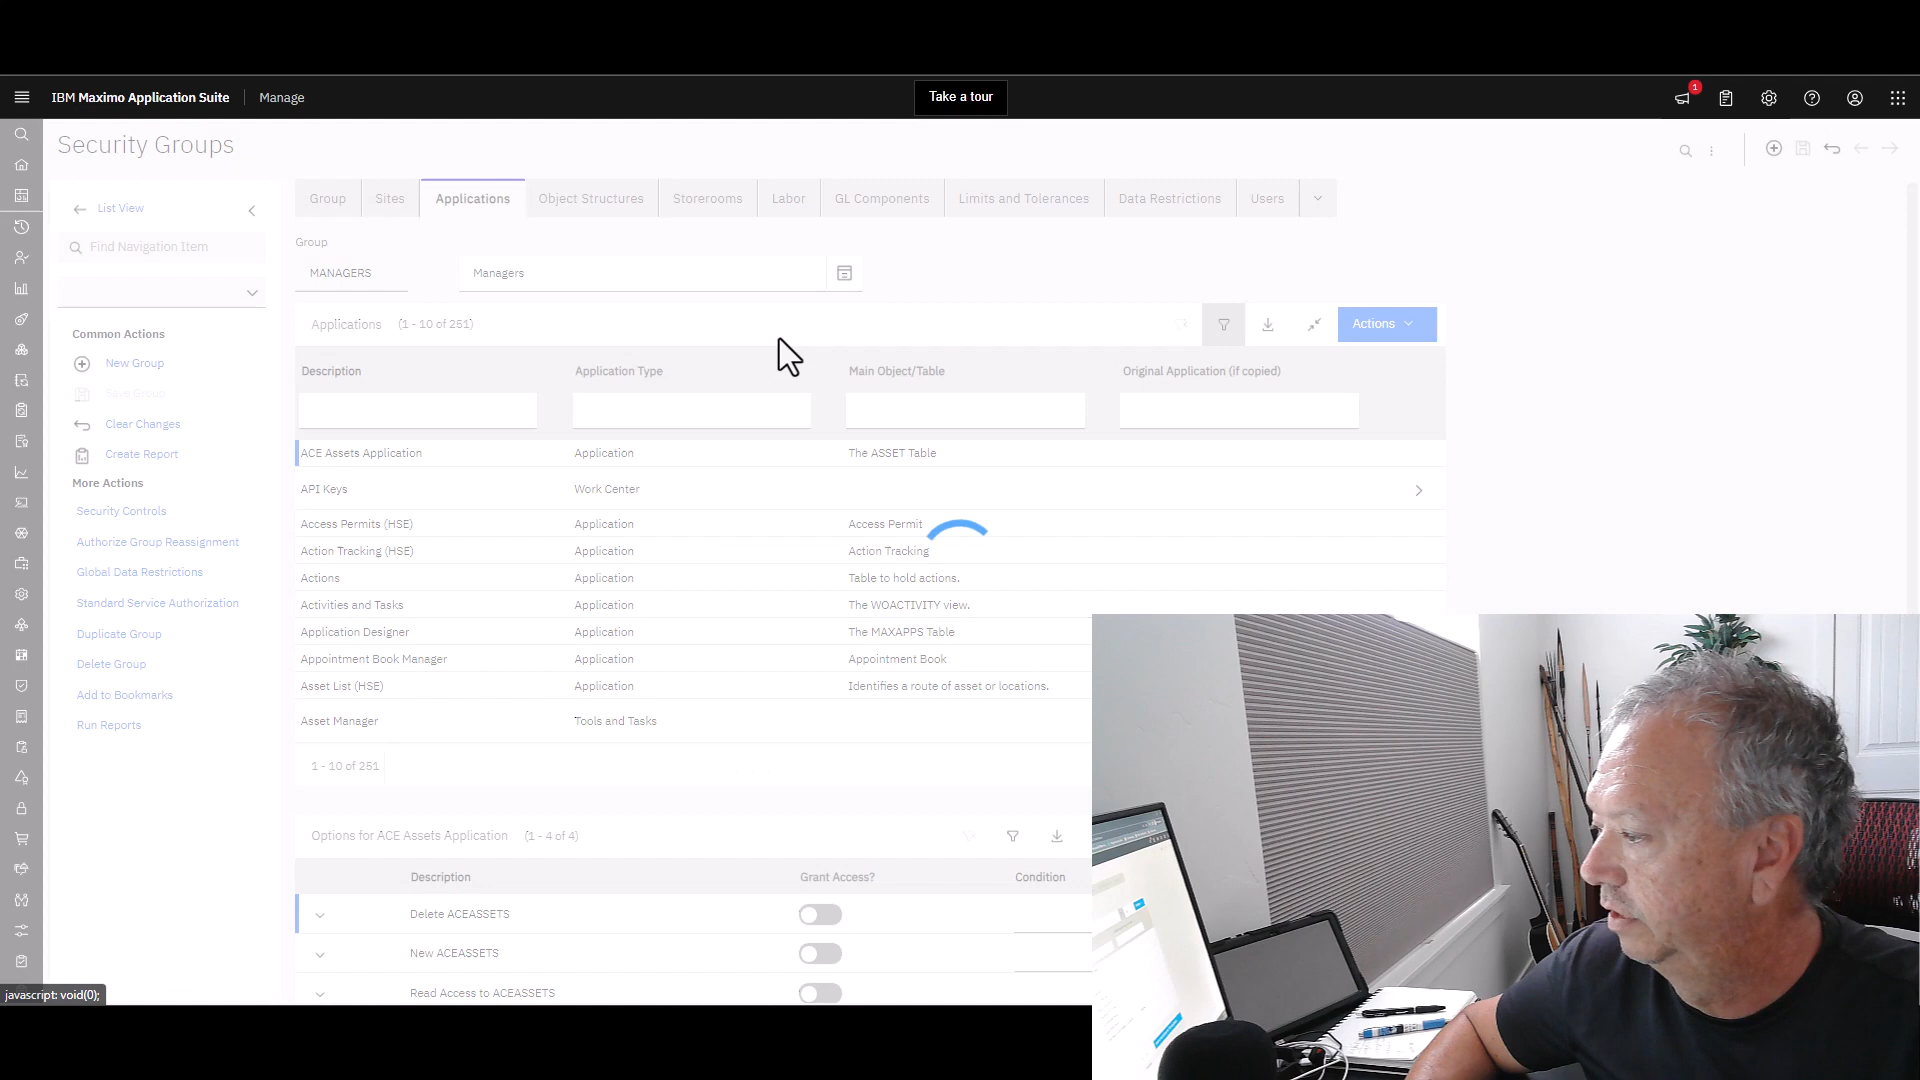 IBM Maximo Application Suite
Manage
Take a tour
1
Security Groups
List View
Find Navigation Item
Common Actions
New Group
Save Group
Clear Changes
Create Report
More Actions
Security Controls
Authorize Group Reassignment
Global Data Restrictions
Standard Service Authorization
Duplicate Group
Delete Group
Add to Bookmarks
Run Reports
Group
Sites
Applications
Object Structures
Storerooms
Labor
GL Components
Limits and Tolerances
Data Restrictions
Users
Group
MANAGERS
Managers
Applications (1 - 10 of 251)
Actions
Description Application Type Main Object/Table Original Application (if copied)
ACE Assets Application Application The ASSET Table
API Keys Work Center
Access Permits (HSE) Application Access Permit
Action Tracking (HSE) Application Action Tracking
Actions Application Table to hold actions.
Activities and Tasks Application The WOACTIVITY view.
Application Designer Application The MAXAPPS Table
Appointment Book Manager Application Appointment Book
Asset List (HSE) Application Identifies a route of asset or locations.
Asset Manager Tools and Tasks
1 - 10 of 251
Options for ACE Assets Application (1 - 4 of 4)
Description Grant Access? Condition
Delete ACEASSETS
New ACEASSETS
Read Access to ACEASSETS
javascript: void(0);